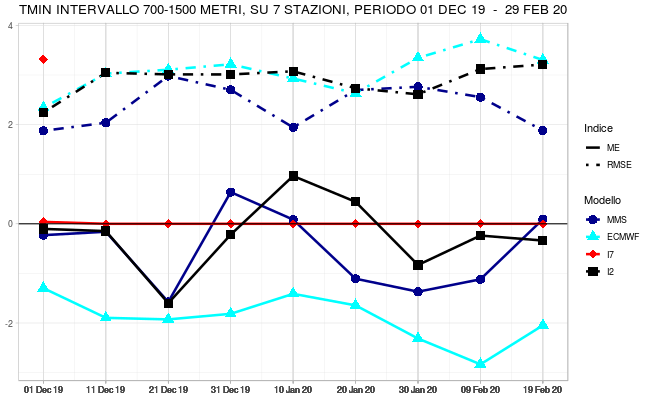 TMIN INTERVALLO 700-1500 METRI, SU 7 STAZIONI, PERIODO 01 DEC 19 - 29 FEB 20
4
2
0
-2
01 Dec 19 11 Dec 19 21 Dec 19 31 Dec 19 10 Jan 20 20 Jan 20 30 Jan 20 09 Feb 20 19 Feb 20
Indice
ME
RMSE
Modello
MMS
ECMWF
I7
I2